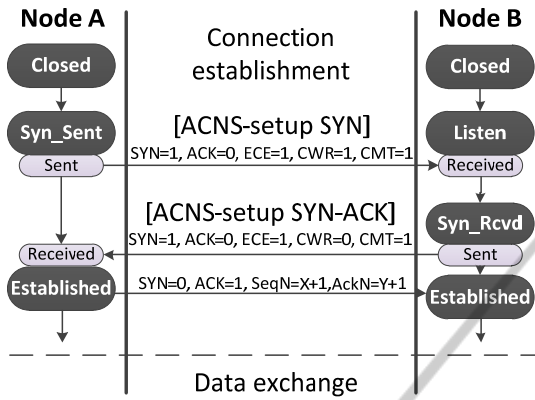 Node A
Connection establishment
Node B
Closed
Closed
Syn_Sent
[ACNS-setup SYN]
Listen
Sent
SYN=1, ACK=0, ECE=1, CWR=1, CMT=1
Received
[ACNS-setup SYN-ACK]
Syn_Rcvd
Received
SYN=1, ACK=0, ECE=1, CWR=0, CMT=1
Sent
Established
SYN=0, ACK=1, SeqN=X+1,AckN=Y+1
Established
Data exchange